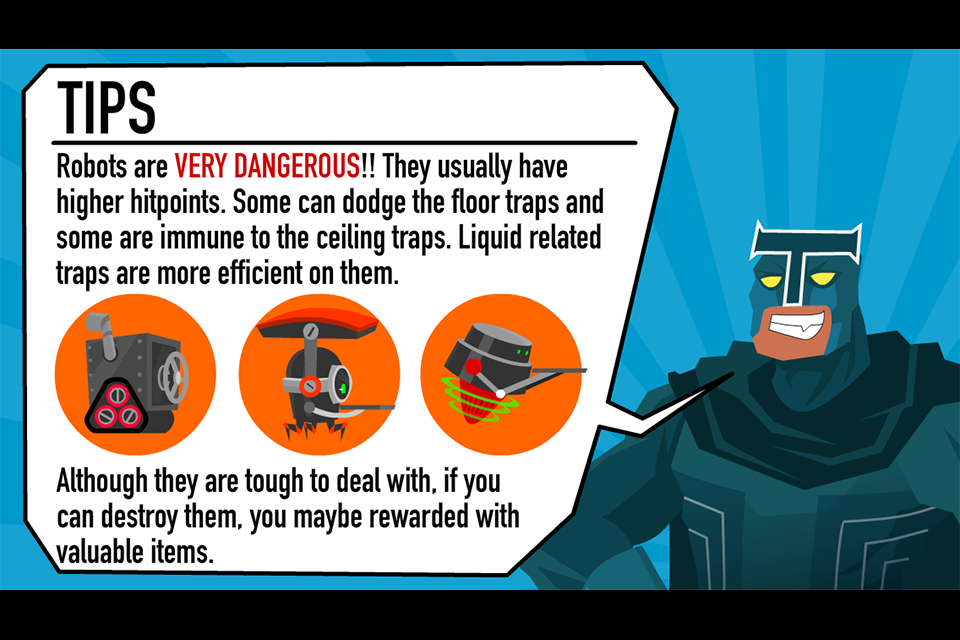 TIPS
Robots are VERY DANGEROUS!! They usually have
higher hitpoints. Some can dodge the floor traps and
some are immune to the ceiling traps. Liquid related
traps are more efficient on them.
Although they are tough to deal with, if you
can destroy them, you maybe rewarded with
valuable items.
T